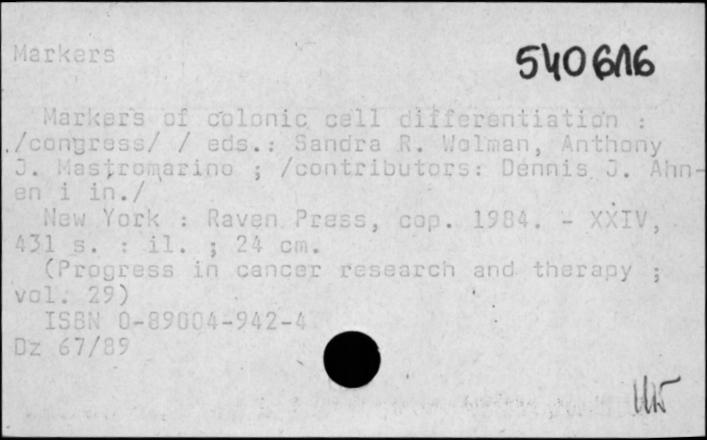 Markers
540616
Markers of colonic cell differentiation :
/congress/ / eds.: Sandra R. Wolman, Anthony
J. Mastromarino ; /contributors: Dennis J. Ahn-
en i in./
New York : Raven Press, cop. 1984. - XXIV,
431 s. : il. ; 24 cm.
(Progress in cancer research and therapy ;
vol. 29)
ISBN 0-89004-942-4
Dz 67/89